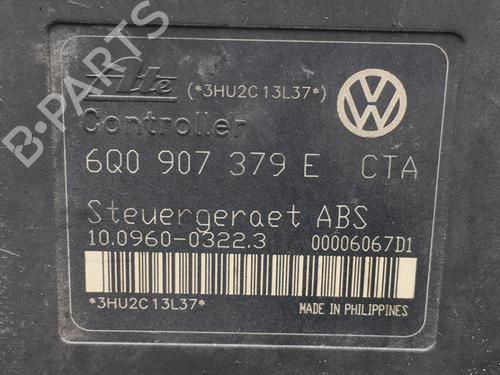 B-PARTS
Ate (*3HU2C13L37*)
Controller
6Q0 907 379 E CTA
Steuergeraet ABS
10.0960-0322.3 00006067D1
*3HU2C13L37*
MADE IN PHILIPPINES